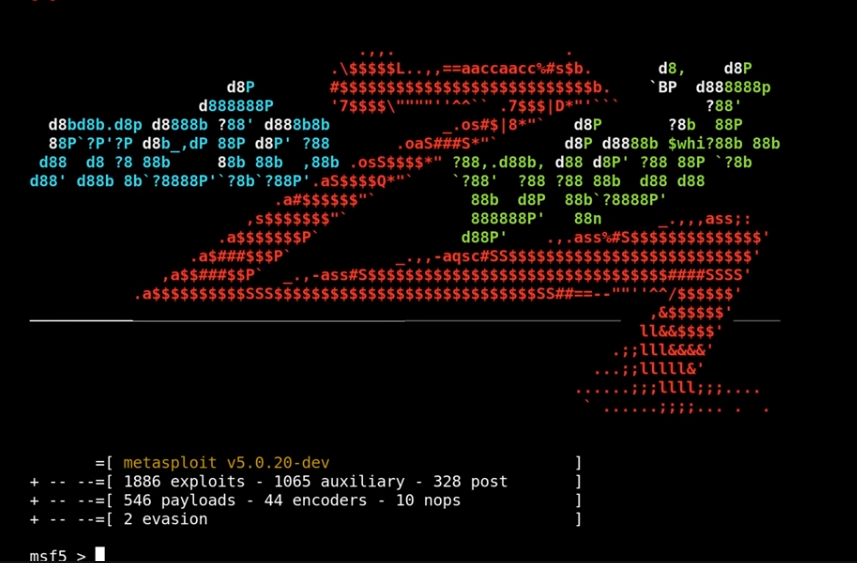 .,,.                   .
                                .\$$$$$L..,,==aaccaacc%#s$b.       d8,    d8P
                     d8P        #$$$$$$$$$$$$$$$$$$$$$$$$$$$b.    `BP  d888888p
                  d888888P      '7$$$$\""""''^^`` .7$$$|D*"'```         ?88'
  d8bd8b.d8p d8888b ?88' d888b8b            _.os#$|8*"`   d8P       ?8b  88P
  88P`?P'?P d8b_,dP 88P d8P' ?88       .oaS###S*"`       d8P d8888b $whi?88b 88b
 d88  d8 ?8 88b     88b 88b  ,88b .osS$$$$*" ?88,.d88b, d88 d8P' ?88 88P `?8b
d88' d88b 8b`?8888P'`?8b`?88P'.aS$$$$Q*"`    `?88'  ?88 ?88 88b  d88 d88
                          .a#$$$$$$"`          88b  d8P  88b`?8888P'
                       ,s$$$$$$$"`             888888P'   88n      _.,,,ass;:
                    .a$$$$$$$P`               d88P'    .,.ass%#S$$$$$$$$$$$$$$'
                 .a$###$$$P`           _.,,-aqsc#SS$$$$$$$$$$$$$$$$$$$$$$$$$$'
              ,a$$###$$P`  _.,-ass#S$$$$$$$$$$$$$$$$$$$$$$$$$$$$$$$$$####SSSS'
           .a$$$$$$$$$$SSS$$$$$$$$$$$$$$$$$$$$$$$$$$$$SS##==--""''^^/$$$$$$'
                                                                  ,&$$$$$$'
                                                                 ll&&$$$$'
                                                              .;;lll&&&&'
                                                            ...;;lllll&'
                                                          ......;;;llll;;;....
                                                           ` ......;;;;... .  .
       =[ metasploit v5.0.20-dev                          ]
+ -- --=[ 1886 exploits - 1065 auxiliary - 328 post       ]
+ -- --=[ 546 payloads - 44 encoders - 10 nops            ]
+ -- --=[ 2 evasion                                       ]
msf5 >